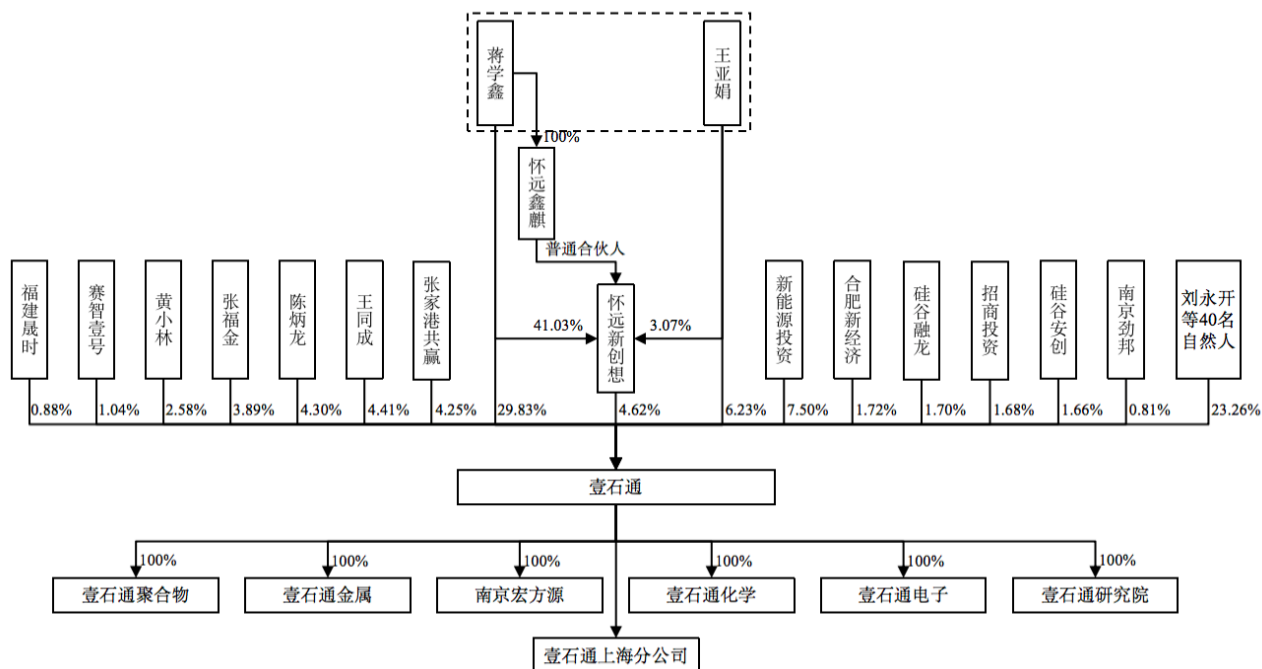 蒋学鑫
王亚娟
100%
怀远鑫麒
普通合伙人
福建晟时
赛智壹号
黄小林
张福金
陈炳龙
王同成
张家港共赢
怀远新创想
新能源投资
合肥新经济
硅谷融龙
招商投资
硅谷安创
南京劲邦
刘永开
等40名
自然人
41.03%
3.07%
0.88%
1.04%
2.58%
3.89%
4.30%
4.41%
4.25%
29.83%
4.62%
6.23%
7.50%
1.72%
1.70%
1.68%
1.66%
0.81%
23.26%
壹石通
100%
100%
100%
100%
100%
100%
壹石通聚合物
壹石通金属
南京宏方源
壹石通化学
壹石通电子
壹石通研究院
壹石通上海分公司